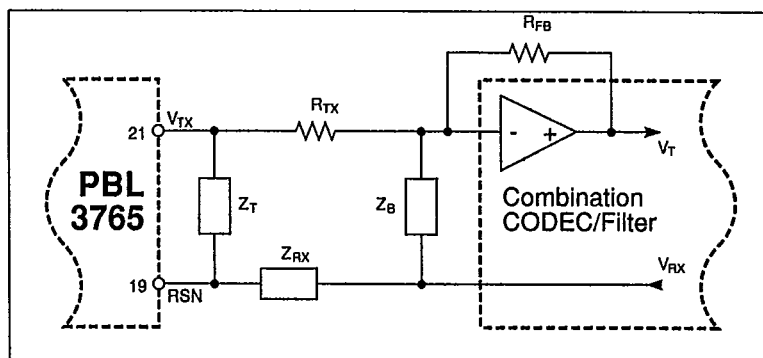 R_FB
R_TX
21 V_TX
PBL
3765
Z_T
Z_B
- +
V_T
Combination
CODEC/Filter
Z_RX
V_RX
19 RSN